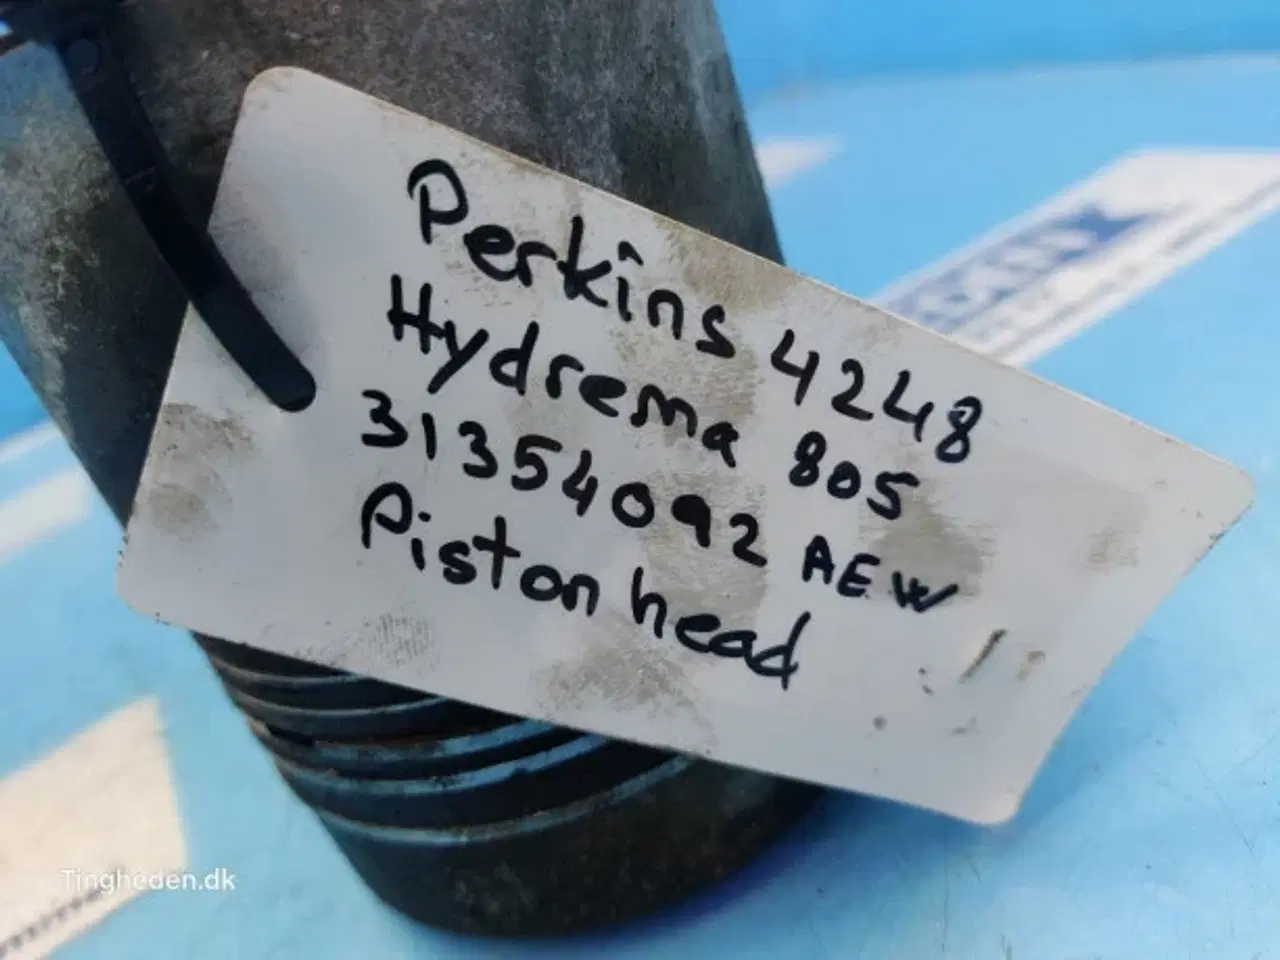 Perkins 4248
Hydrema 805
31354092 AEW
Piston head
Tingheden.dk